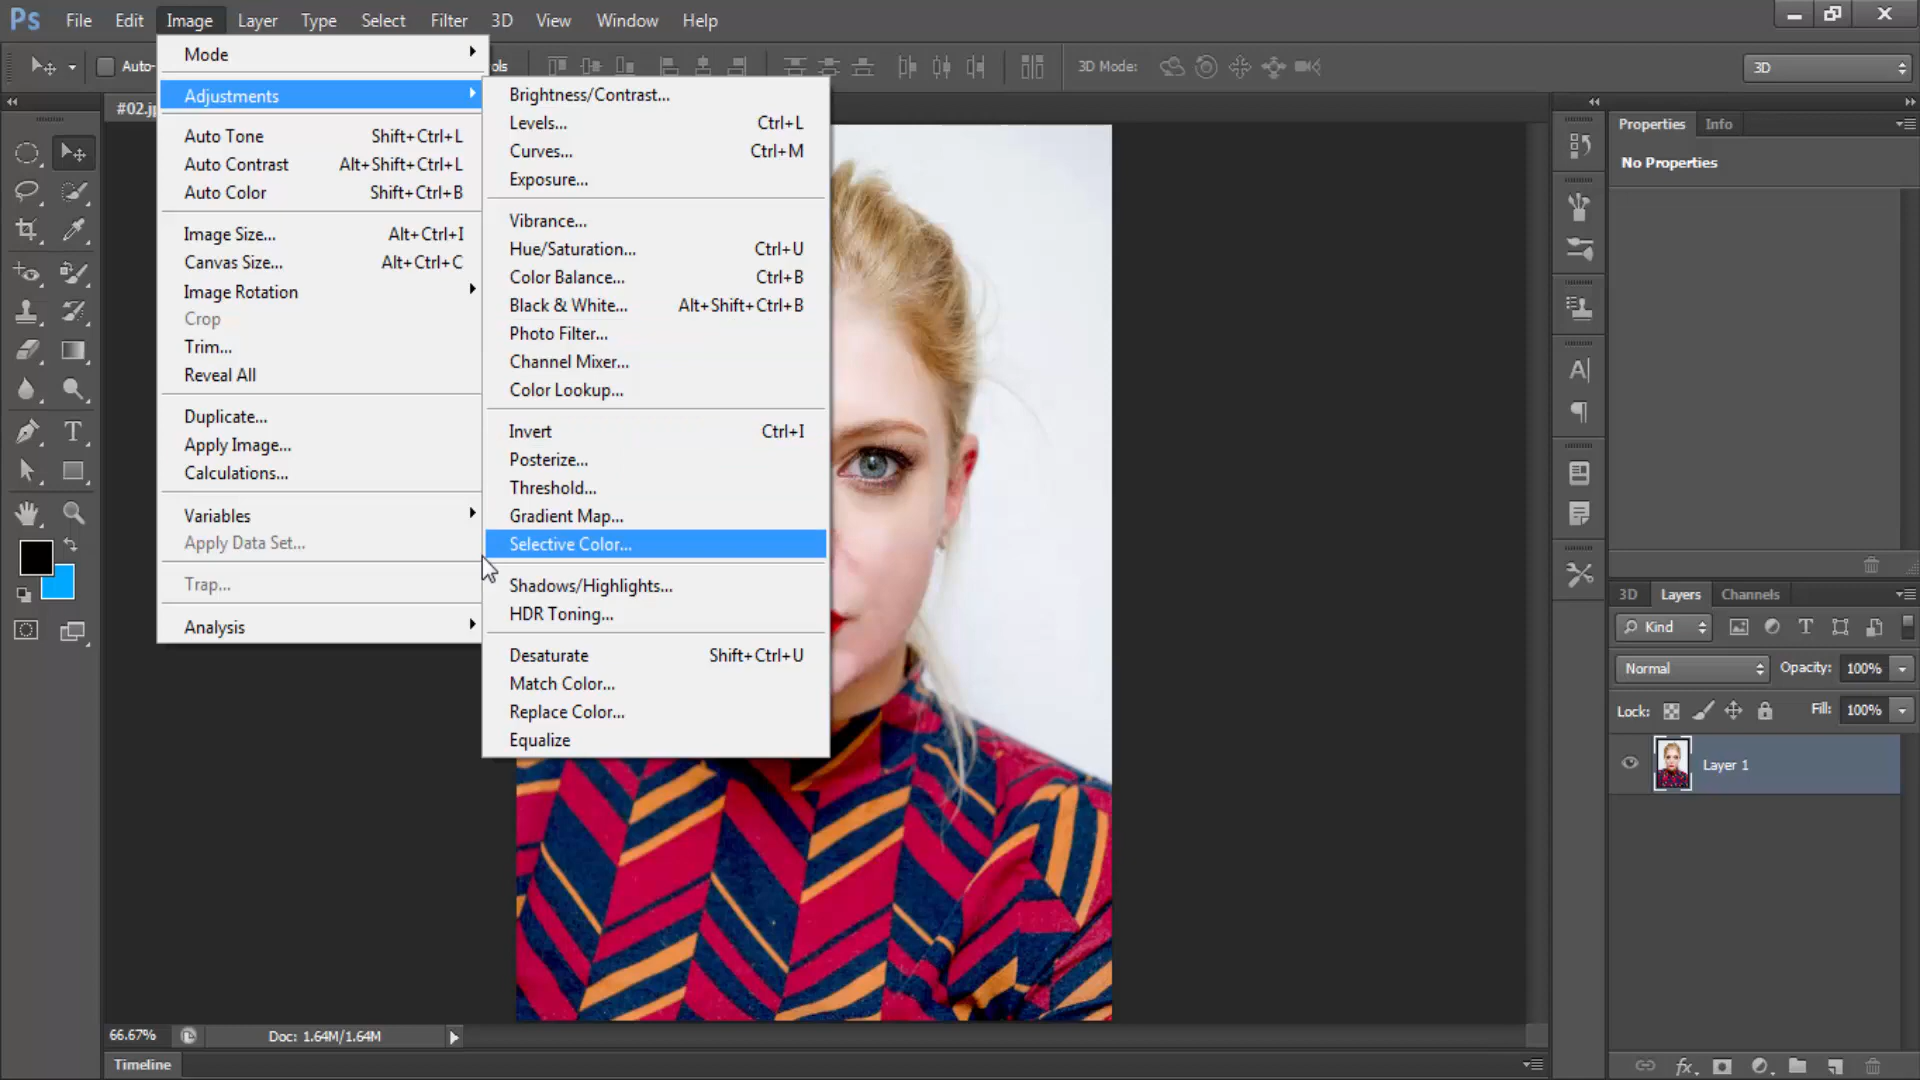 Ps File Edit Image Layer Type Select Filter 3D View Window Help
Auto- ols 3D Mode: 3D
#02.jp
Mode
Adjustments
Auto Tone Shift+Ctrl+L
Auto Contrast Alt+Shift+Ctrl+L
Auto Color Shift+Ctrl+B
Image Size... Alt+Ctrl+I
Canvas Size... Alt+Ctrl+C
Image Rotation
Crop
Trim...
Reveal All
Duplicate...
Apply Image...
Calculations...
Variables
Apply Data Set...
Trap...
Analysis
Brightness/Contrast...
Levels... Ctrl+L
Curves... Ctrl+M
Exposure...
Vibrance...
Hue/Saturation... Ctrl+U
Color Balance... Ctrl+B
Black & White... Alt+Shift+Ctrl+B
Photo Filter...
Channel Mixer...
Color Lookup...
Invert Ctrl+I
Posterize...
Threshold...
Gradient Map...
Selective Color...
Shadows/Highlights...
HDR Toning...
Desaturate Shift+Ctrl+U
Match Color...
Replace Color...
Equalize
Properties Info
No Properties
3D Layers Channels
Kind
Normal Opacity: 100%
Lock: Fill: 100%
Layer 1
66.67% Doc: 1.64M/1.64M
Timeline